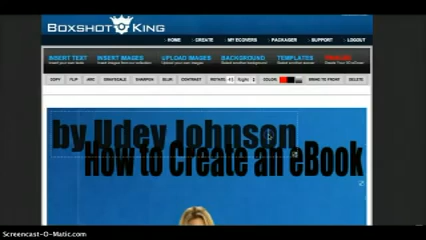 BOXSHOT KING
HOME CREATE MY ECOVERS PACKAGER SUPPORT LOGOUT
INSERT TEXT INSERT IMAGES UPLOAD IMAGES BACKGROUND TEMPLATES
COPY FLIP ARC GRAYSCALE SHARPEN BLUR CONTRAST ROTATE Right COLOR: BRING TO FRONT DELETE
by Udey Johnson
How to Create an eBook
Screencast-O-Matic.com